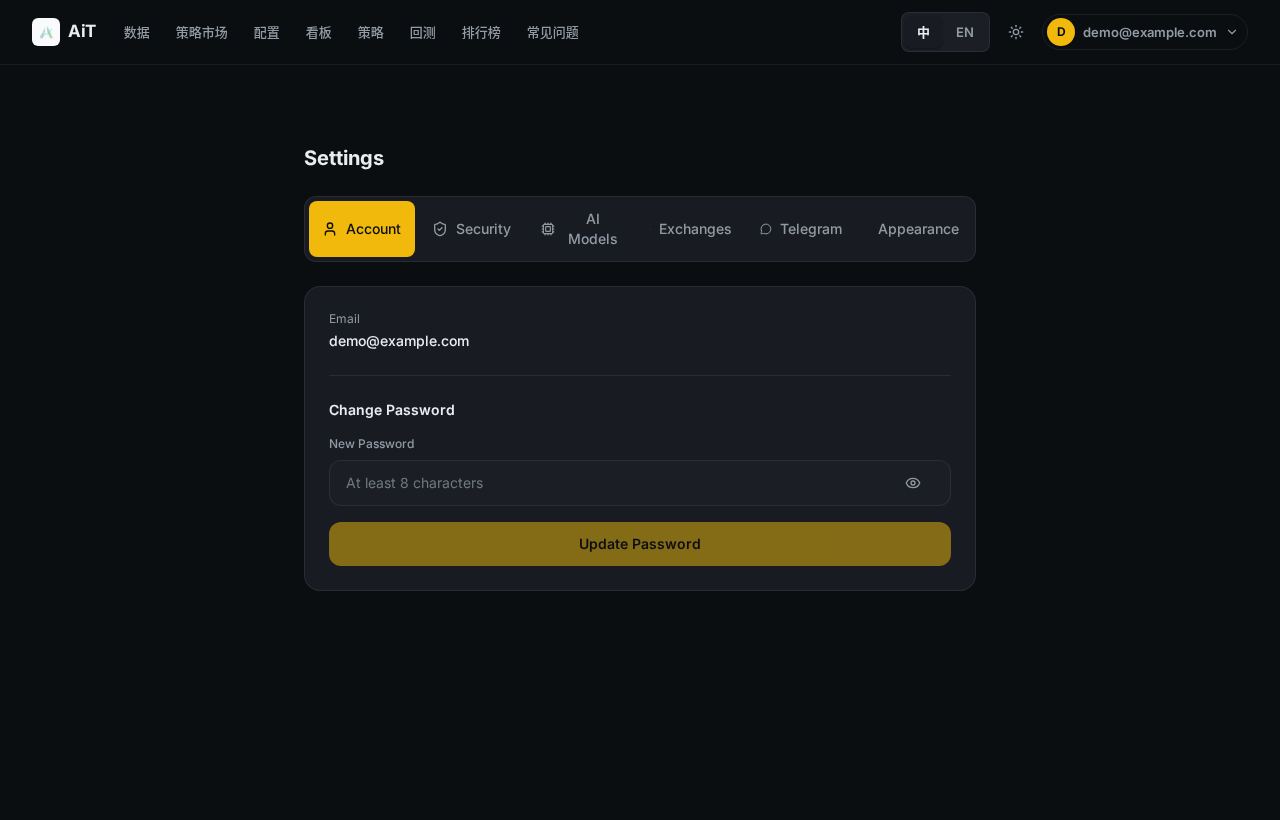 AiT 数据 策略市场 配置 看板 策略 回测 排行榜 常见问题 中 EN D demo@example.com
Settings
Account Security AI Models Exchanges Telegram Appearance
Email
demo@example.com
Change Password
New Password
At least 8 characters
Update Password